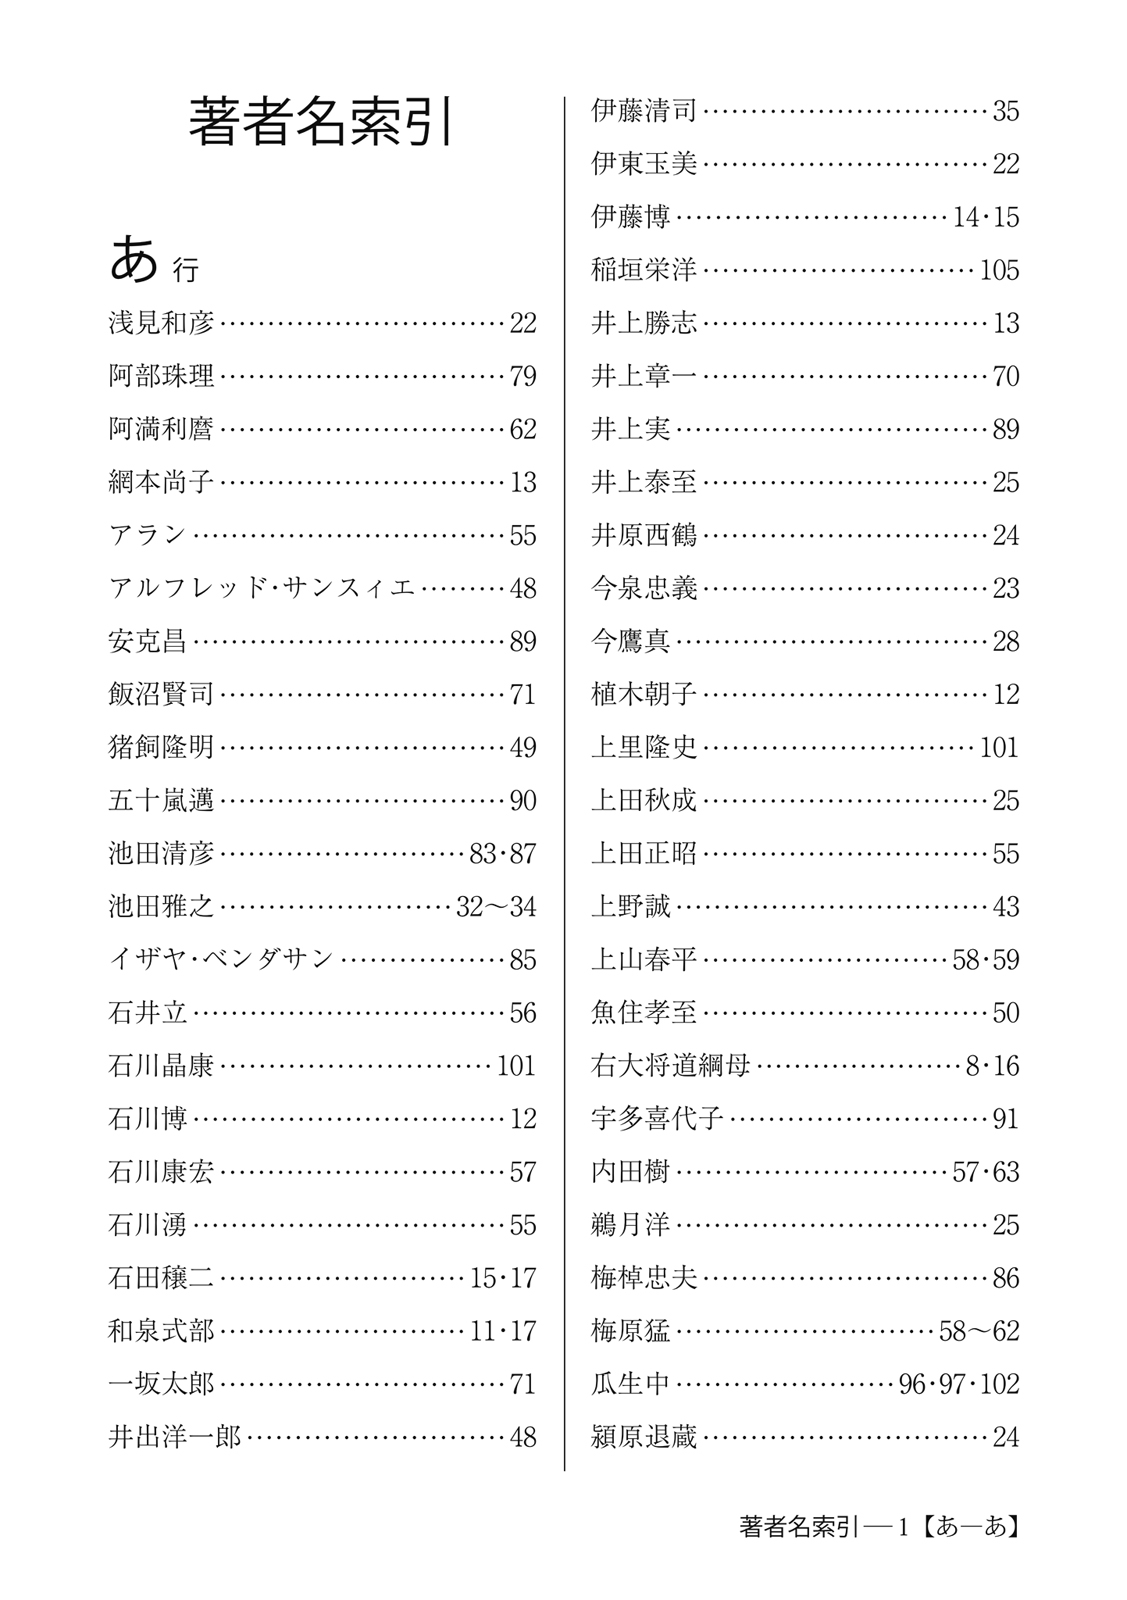 著者名索引
あ 行
浅見和彦……………………………22
阿部珠理……………………………79
阿満利麿……………………………62
網本尚子……………………………13
アラン………………………………55
アルフレッド・サンスィエ………48
安克昌………………………………89
飯沼賢司……………………………71
猪飼隆明……………………………49
五十嵐邁……………………………90
池田清彦………………………83・87
池田雅之……………………32〜34
イザヤ・ベンダサン………………85
石井立………………………………56
石川晶康…………………………101
石川博………………………………12
石川康宏……………………………57
石川湧………………………………55
石田穣二………………………15・17
和泉式部………………………11・17
一坂太郎……………………………71
井出洋一郎…………………………48
伊藤清司……………………………35
伊東玉美……………………………22
伊藤博…………………………14・15
稲垣栄洋…………………………105
井上勝志……………………………13
井上章一……………………………70
井上実………………………………89
井上泰至……………………………25
井原西鶴……………………………24
今泉忠義……………………………23
今鷹真………………………………28
植木朝子……………………………12
上里隆史…………………………101
上田秋成……………………………25
上田正昭……………………………55
上野誠………………………………43
上山春平………………………58・59
魚住孝至……………………………50
右大将道綱母…………………8・16
宇多喜代子…………………………91
内田樹…………………………57・63
鵜月洋………………………………25
梅棹忠夫……………………………86
梅原猛………………………58〜62
瓜生中……………………96・97・102
潁原退蔵……………………………24
著者名索引―1【あ―あ】